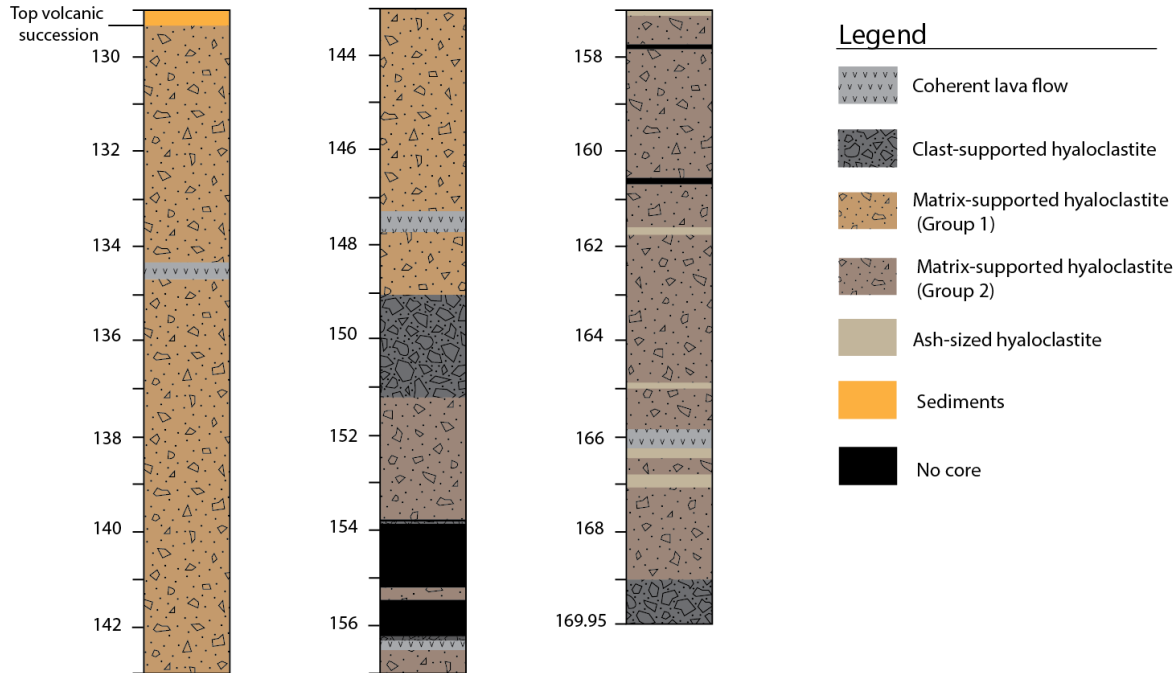 Top volcanic
succession
130
132
134
136
138
140
142
144
146
148
150
152
154
156
158
160
162
164
166
168
169.95
Legend
Coherent lava flow
Clast-supported hyaloclastite
Matrix-supported hyaloclastite
(Group 1)
Matrix-supported hyaloclastite
(Group 2)
Ash-sized hyaloclastite
Sediments
No core